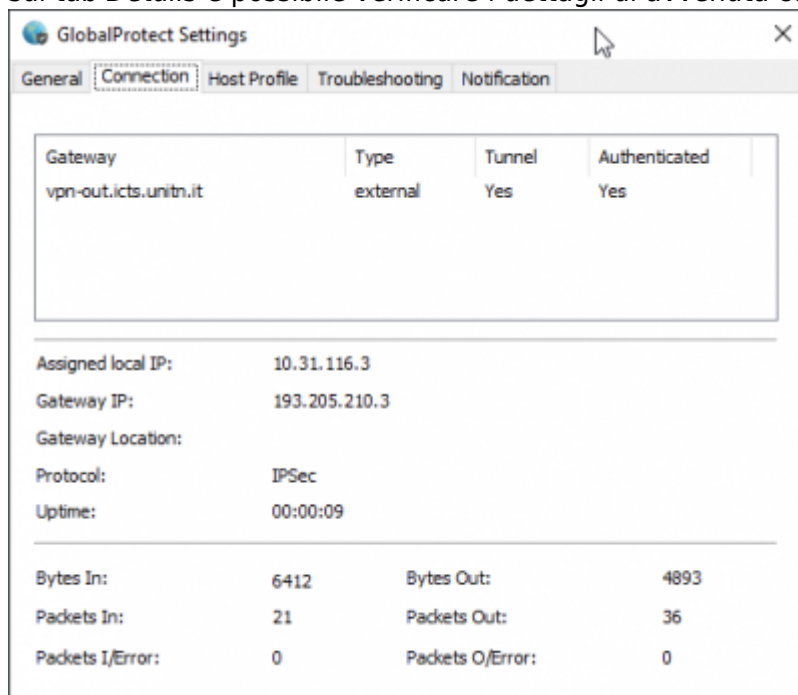 GlobalProtect Settings
General Connection Host Profile Troubleshooting Notification
Gateway Type Tunnel Authenticated
vpn-out.icts.unitn.it external Yes Yes
Assigned local IP: 10.31.116.3
Gateway IP: 193.205.210.3
Gateway Location:
Protocol: IPSec
Uptime: 00:00:09
Bytes In: 6412 Bytes Out: 4893
Packets In: 21 Packets Out: 36
Packets I/Error: 0 Packets O/Error: 0